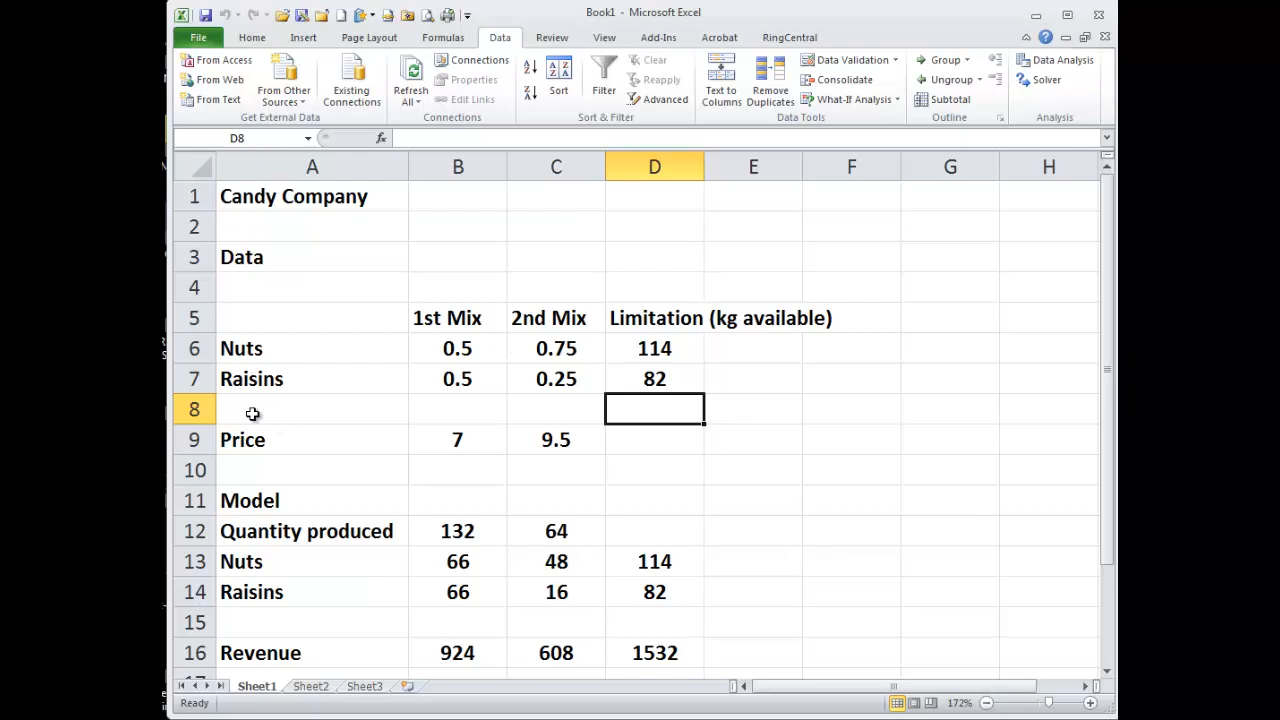 Book1 - Microsoft Excel
File Home Insert Page Layout Formulas Data Review View Add-Ins Acrobat RingCentral
From Access
From Web
From Text
From Other Sources
Existing Connections
Get External Data
Refresh All
Connections
Properties
Edit Links
Connections
Sort
Filter
Clear
Reapply
Advanced
Sort & Filter
Text to Columns
Remove Duplicates
Data Validation
Consolidate
What-If Analysis
Data Tools
Group
Ungroup
Subtotal
Outline
Data Analysis
Solver
Analysis
D8 fx
A B C D E F G H
1 Candy Company
2
3 Data
4
5 1st Mix 2nd Mix Limitation (kg available)
6 Nuts 0.5 0.75 114
7 Raisins 0.5 0.25 82
8
9 Price 7 9.5
10
11 Model
12 Quantity produced 132 64
13 Nuts 66 48 114
14 Raisins 66 16 82
15
16 Revenue 924 608 1532
Sheet1 Sheet2 Sheet3
Ready 172%